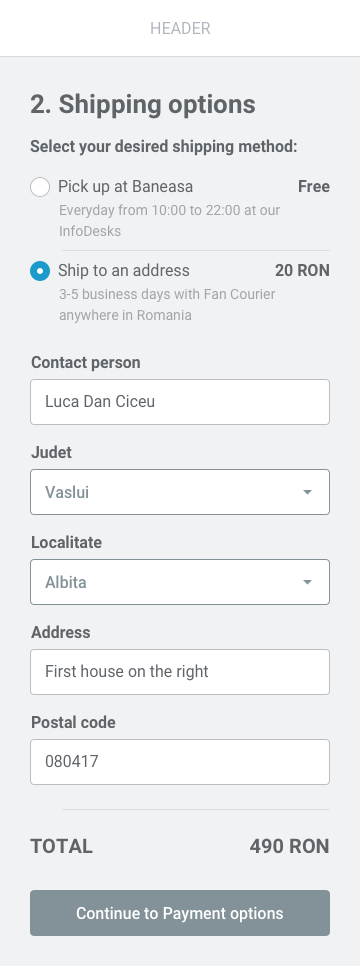 HEADER
2. Shipping options
Select your desired shipping method:
Pick up at Baneasa Free
Everyday from 10:00 to 22:00 at our
InfoDesks
Ship to an address 20 RON
3-5 business days with Fan Courier
anywhere in Romania
Contact person
Luca Dan Ciceu
Judet
Vaslui
Localitate
Albita
Address
First house on the right
Postal code
080417
TOTAL 490 RON
Continue to Payment options